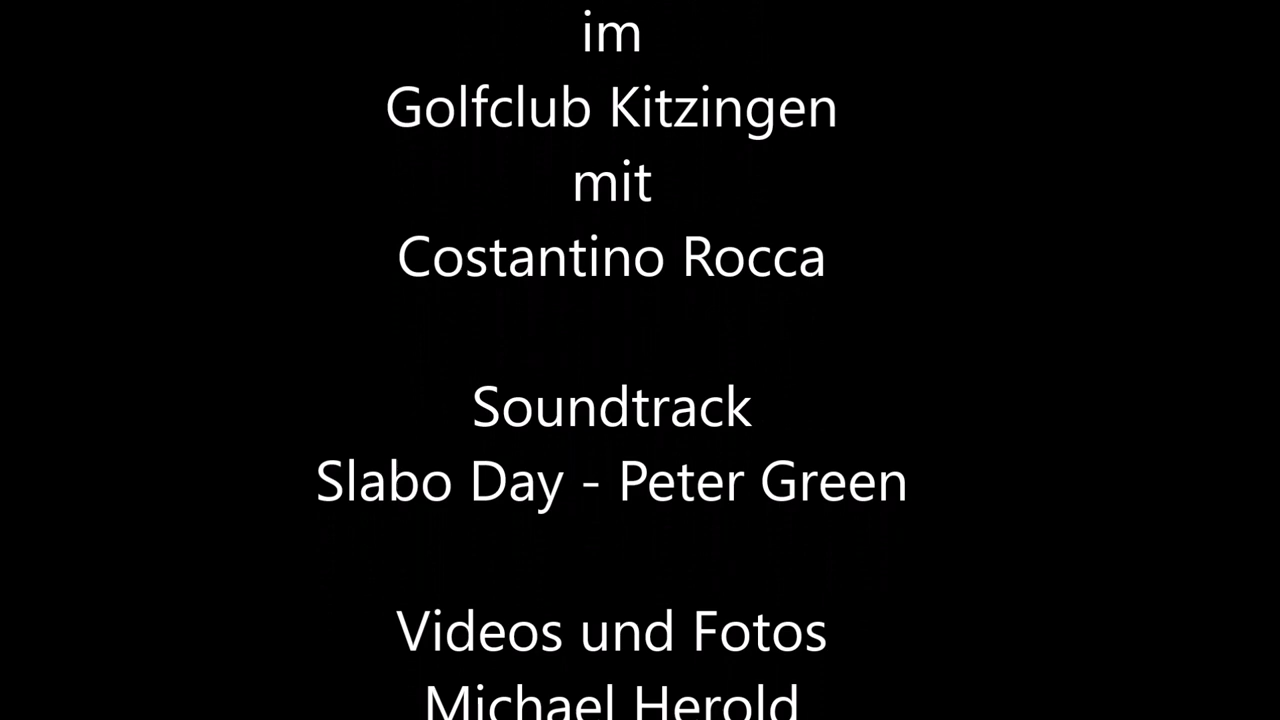 im
Golfclub Kitzingen
mit
Costantino Rocca
Soundtrack
Slabo Day - Peter Green
Videos und Fotos
Michael Herold